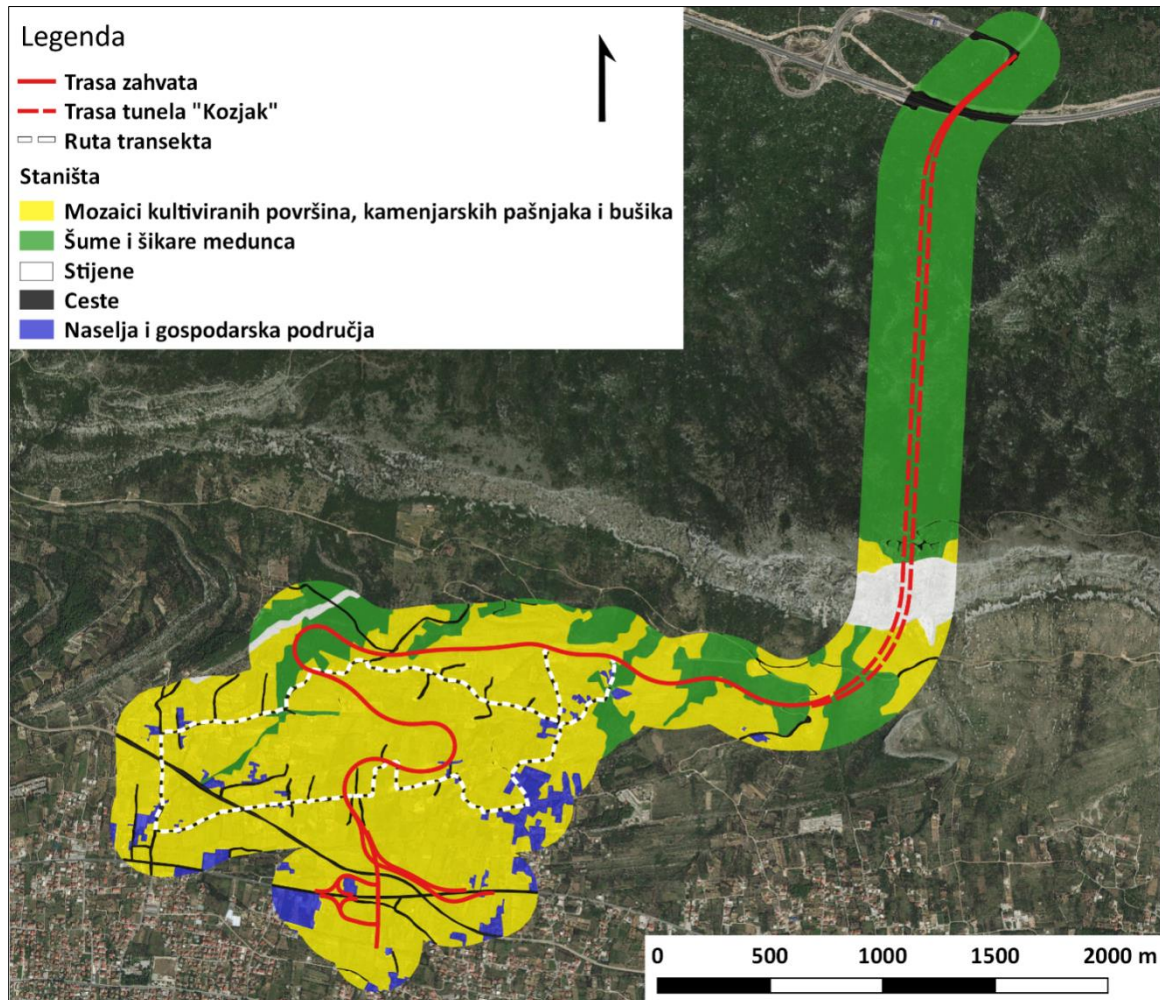 Legenda
Trasa zahvata
Trasa tunela "Kozjak"
Ruta transekta
Staništa
Mozaici kultiviranih površina, kamenjarskih pašnjaka i bušika
Šume i šikare medunca
Stijene
Ceste
Naselja i gospodarska područja
0 500 1000 1500 2000 m